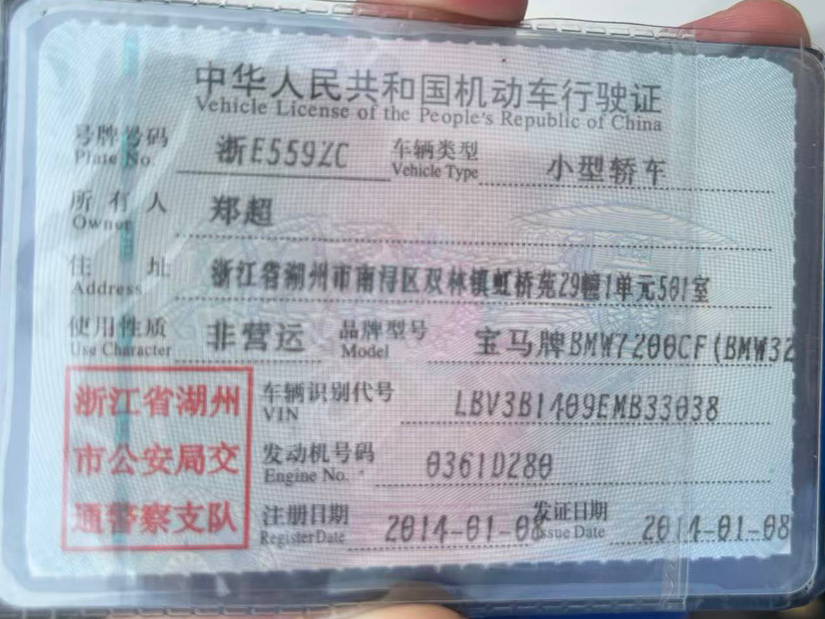 中华人民共和国机动车行驶证
Vehicle License of the People's Republic of China
号牌号码 浙E559ZC 车辆类型 小型轿车
Plate No. Vehicle Type
所有人 郑超
Owner
住址 浙江省湖州市南浔区双林镇虹桥苑29幢1单元501室
Address
使用性质 非营运 品牌型号 宝马牌BMW7200CF(BMW32
Use Character Model
浙江省湖州
市公安局交
通警察支队
车辆识别代号 LBV3B1409EMB33038
VIN
发动机号码 0361D280
Engine No.
注册日期 2014-01-08 发证日期 2014-01-08
Register Date Issue Date